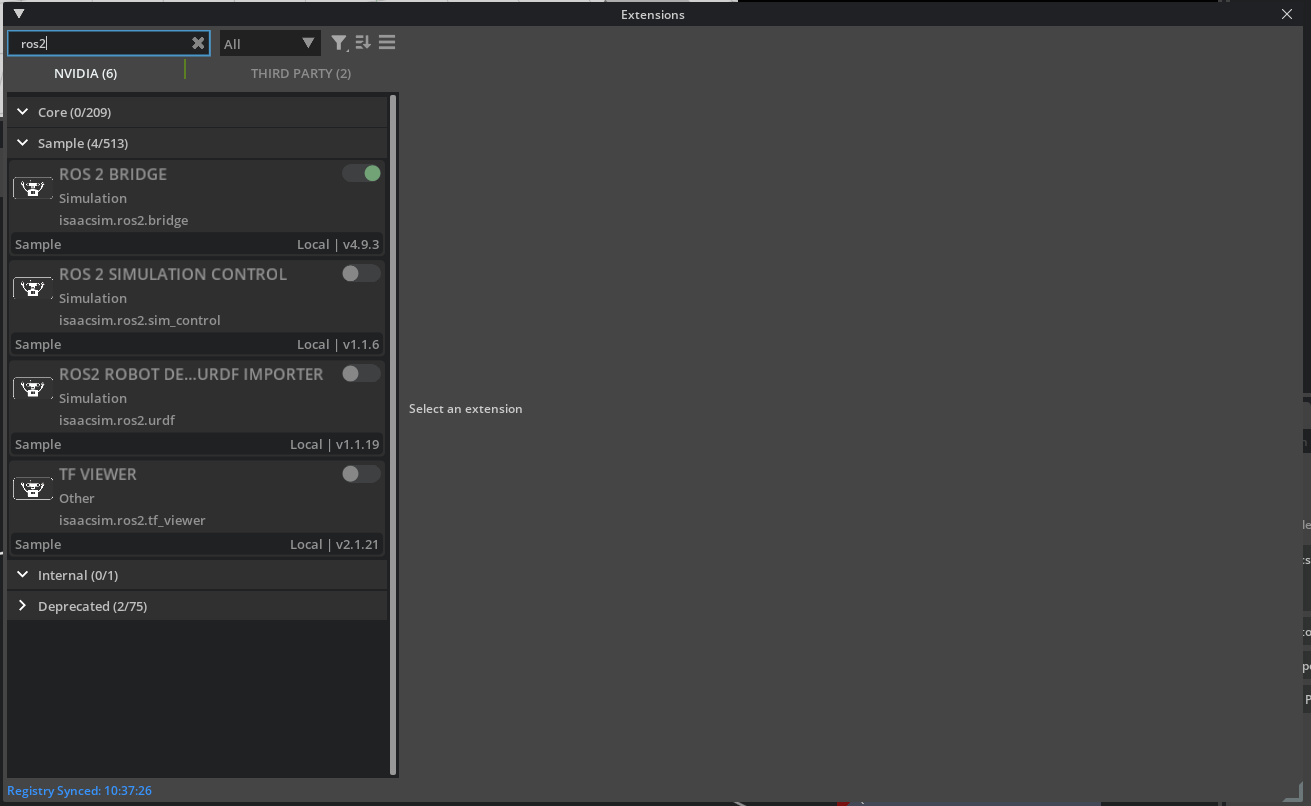 Extensions
ros2
All
NVIDIA (6)
THIRD PARTY (2)
Core (0/209)
Sample (4/513)
ROS 2 BRIDGE
Simulation
isaacsim.ros2.bridge
Sample
Local | v4.9.3
ROS 2 SIMULATION CONTROL
Simulation
isaacsim.ros2.sim_control
Sample
Local | v1.1.6
ROS2 ROBOT DE...URDF IMPORTER
Simulation
isaacsim.ros2.urdf
Sample
Local | v1.1.19
Select an extension
TF VIEWER
Other
isaacsim.ros2.tf_viewer
Sample
Local | v2.1.21
Internal (0/1)
Deprecated (2/75)
Registry Synced: 10:37:26